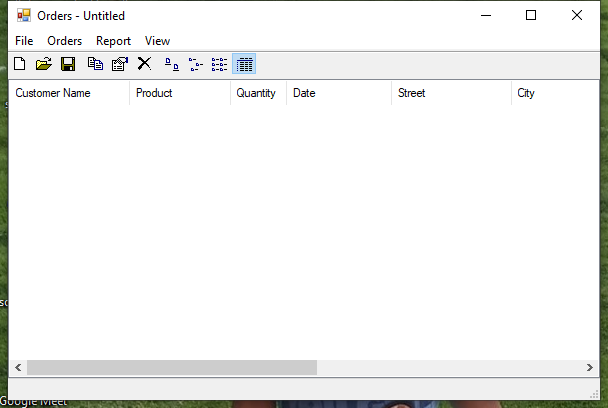 Orders - Untitled
File Orders Report View
Customer Name Product Quantity Date Street City
Google Meet